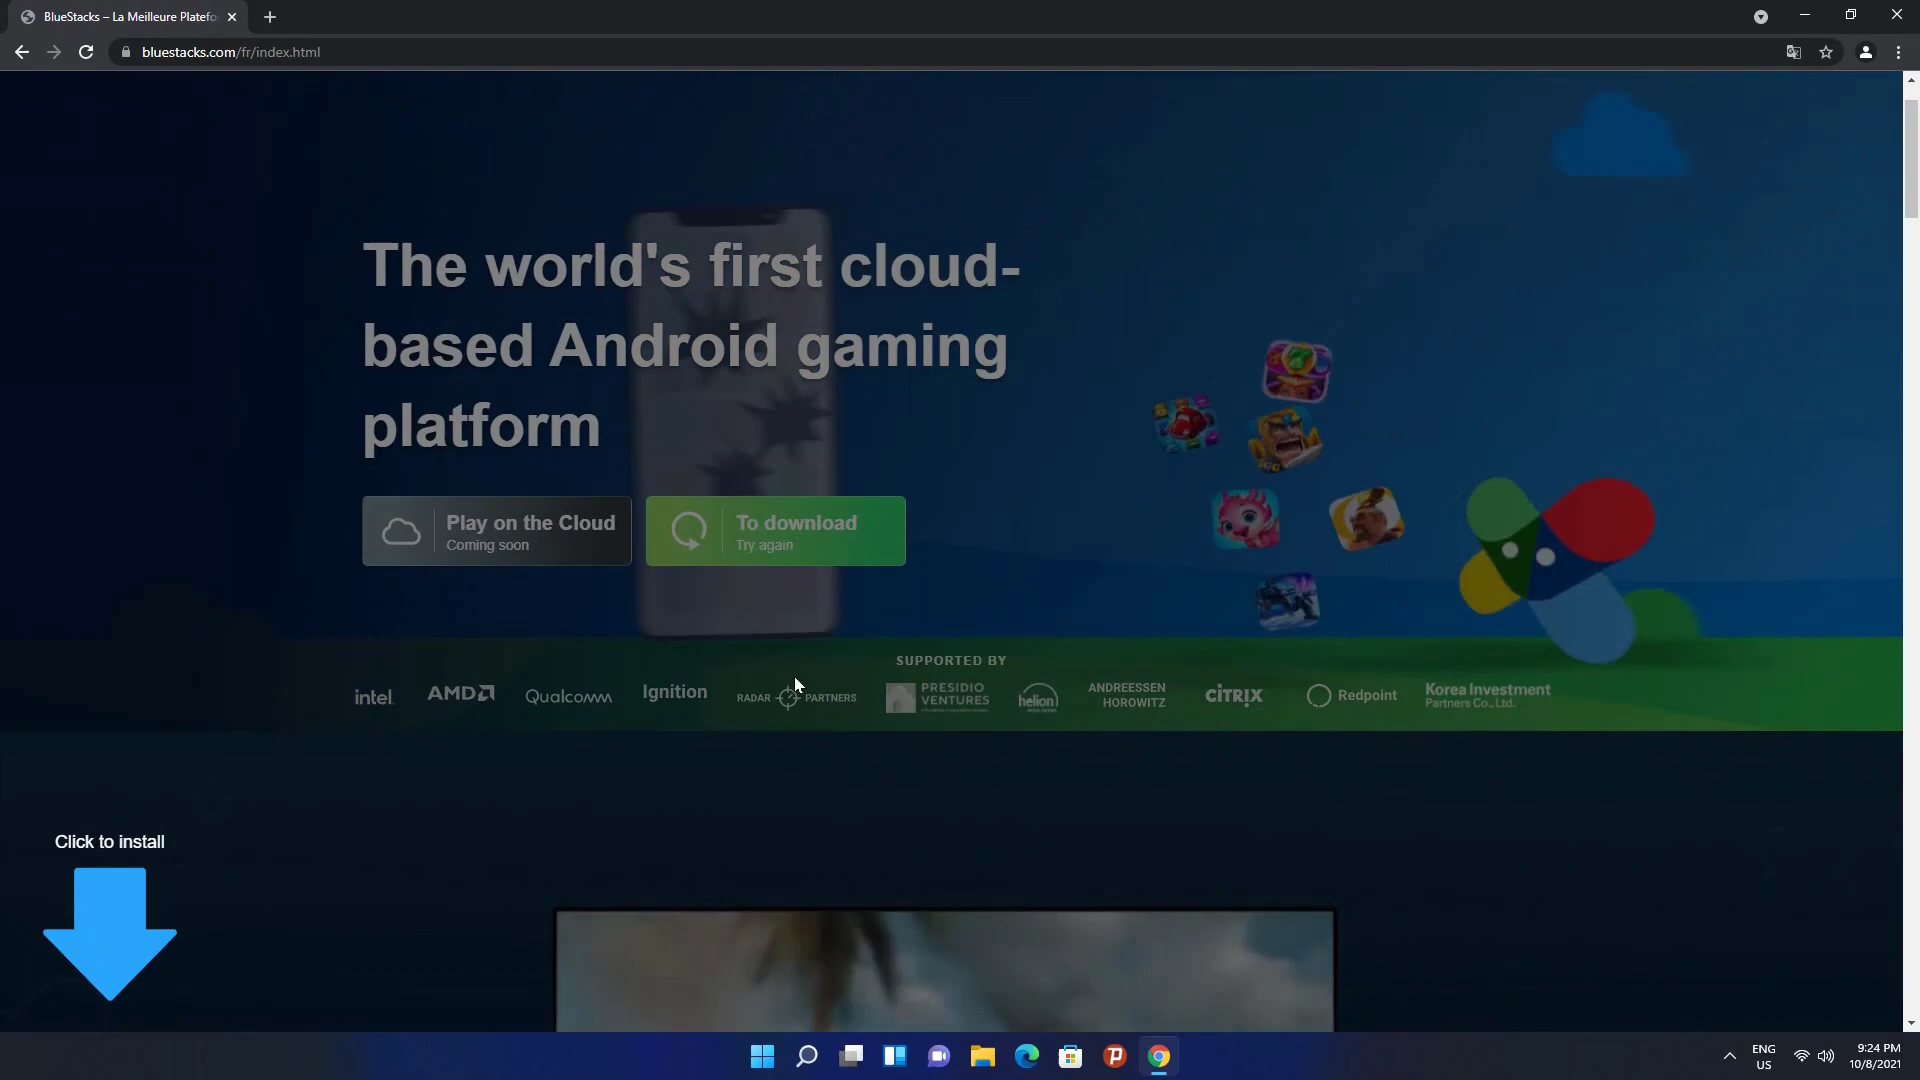 BlueStacks – La Meilleure Platefo
bluestacks.com/fr/index.html
The world's first cloud-
based Android gaming
platform
Play on the Cloud
Coming soon
To download
Try again
SUPPORTED BY
intel.
AMD
Qualcomm
Ignition
RADAR PARTNERS
PRESIDIO
VENTURES
helion
ANDREESSEN
HOROWITZ
CITRIX
Redpoint
Korea Investment
Partners Co., Ltd.
Click to install
ENG
US
9:24 PM
10/8/2021